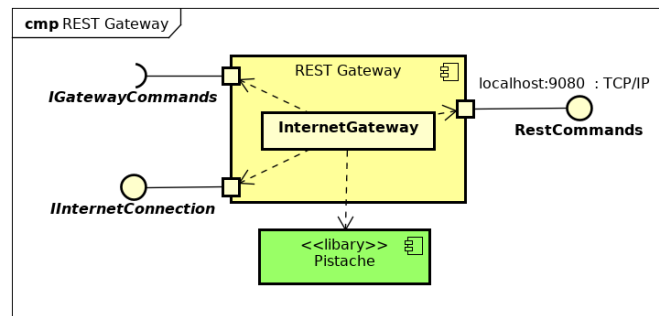 cmp REST Gateway
REST Gateway
IGatewayCommands
localhost:9080 : TCP/IP
InternetGateway
RestCommands
IInternetConnection
<<libary>>
Pistache